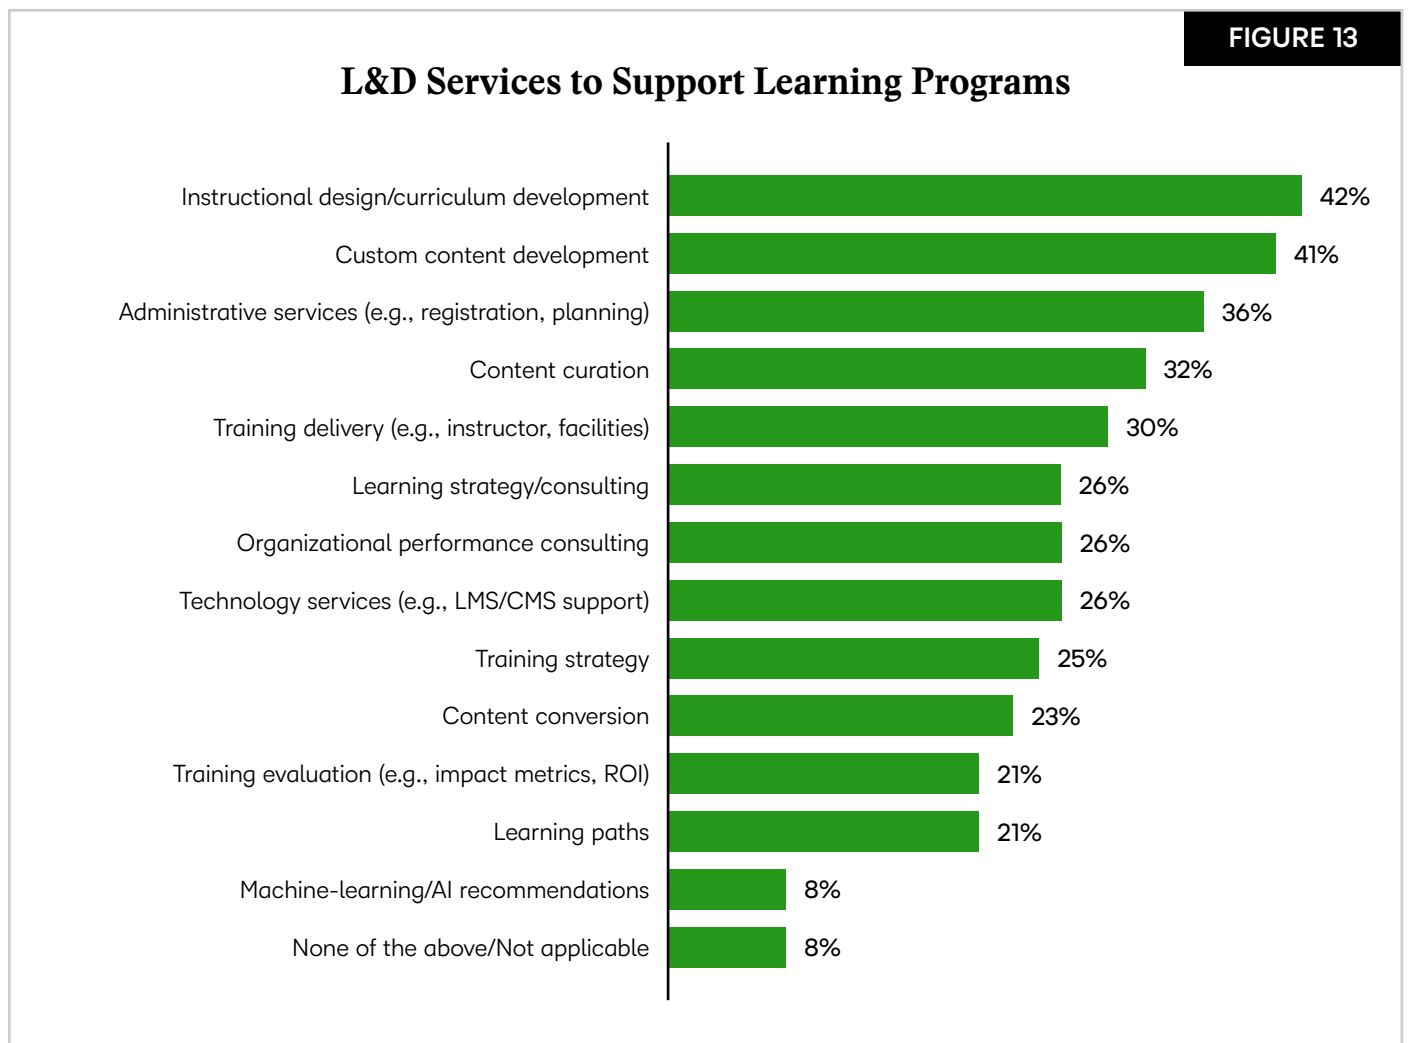 FIGURE 13
L&D Services to Support Learning Programs
Instructional design/curriculum development 42%
Custom content development 41%
Administrative services (e.g., registration, planning) 36%
Content curation 32%
Training delivery (e.g., instructor, facilities) 30%
Learning strategy/consulting 26%
Organizational performance consulting 26%
Technology services (e.g., LMS/CMS support) 26%
Training strategy 25%
Content conversion 23%
Training evaluation (e.g., impact metrics, ROI) 21%
Learning paths 21%
Machine-learning/AI recommendations 8%
None of the above/Not applicable 8%